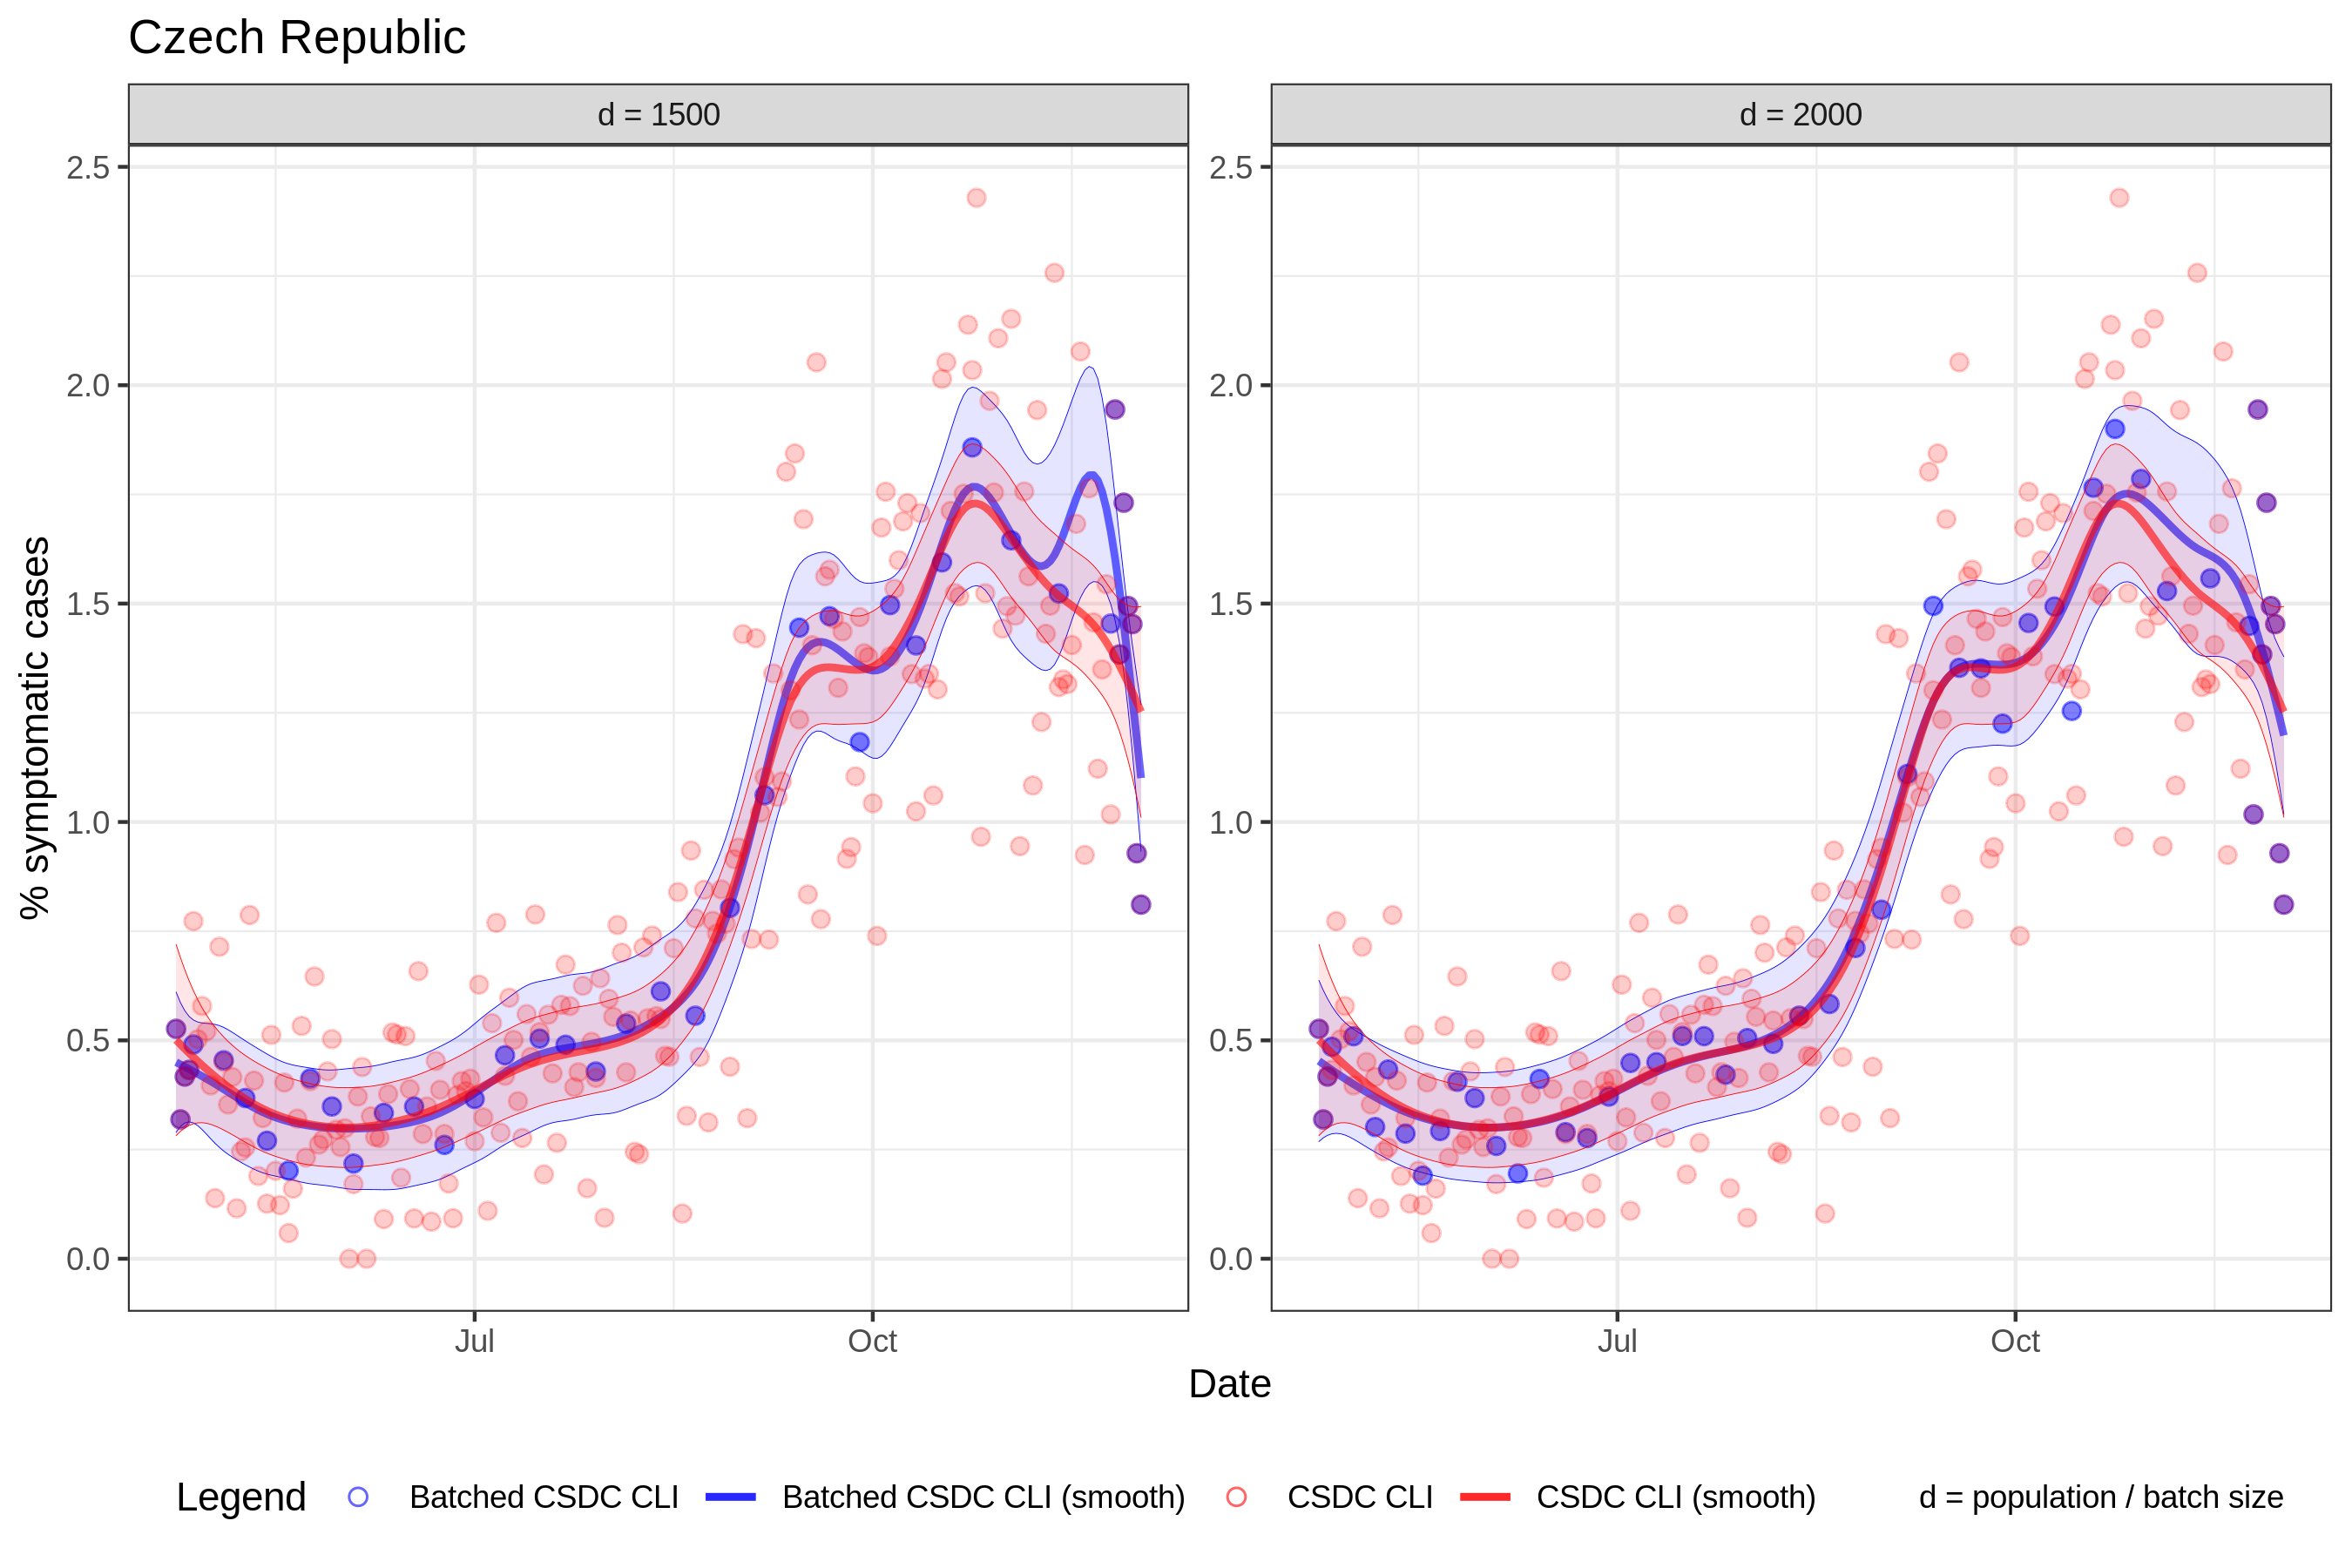 Czech Republic
d = 1500
d = 2000
% symptomatic cases
2.5
2.0
1.5
1.0
0.5
0.0
2.5
2.0
1.5
1.0
0.5
0.0
Jul
Oct
Jul
Oct
Date
Legend
Batched CSDC CLI
Batched CSDC CLI (smooth)
CSDC CLI
CSDC CLI (smooth)
d = population / batch size